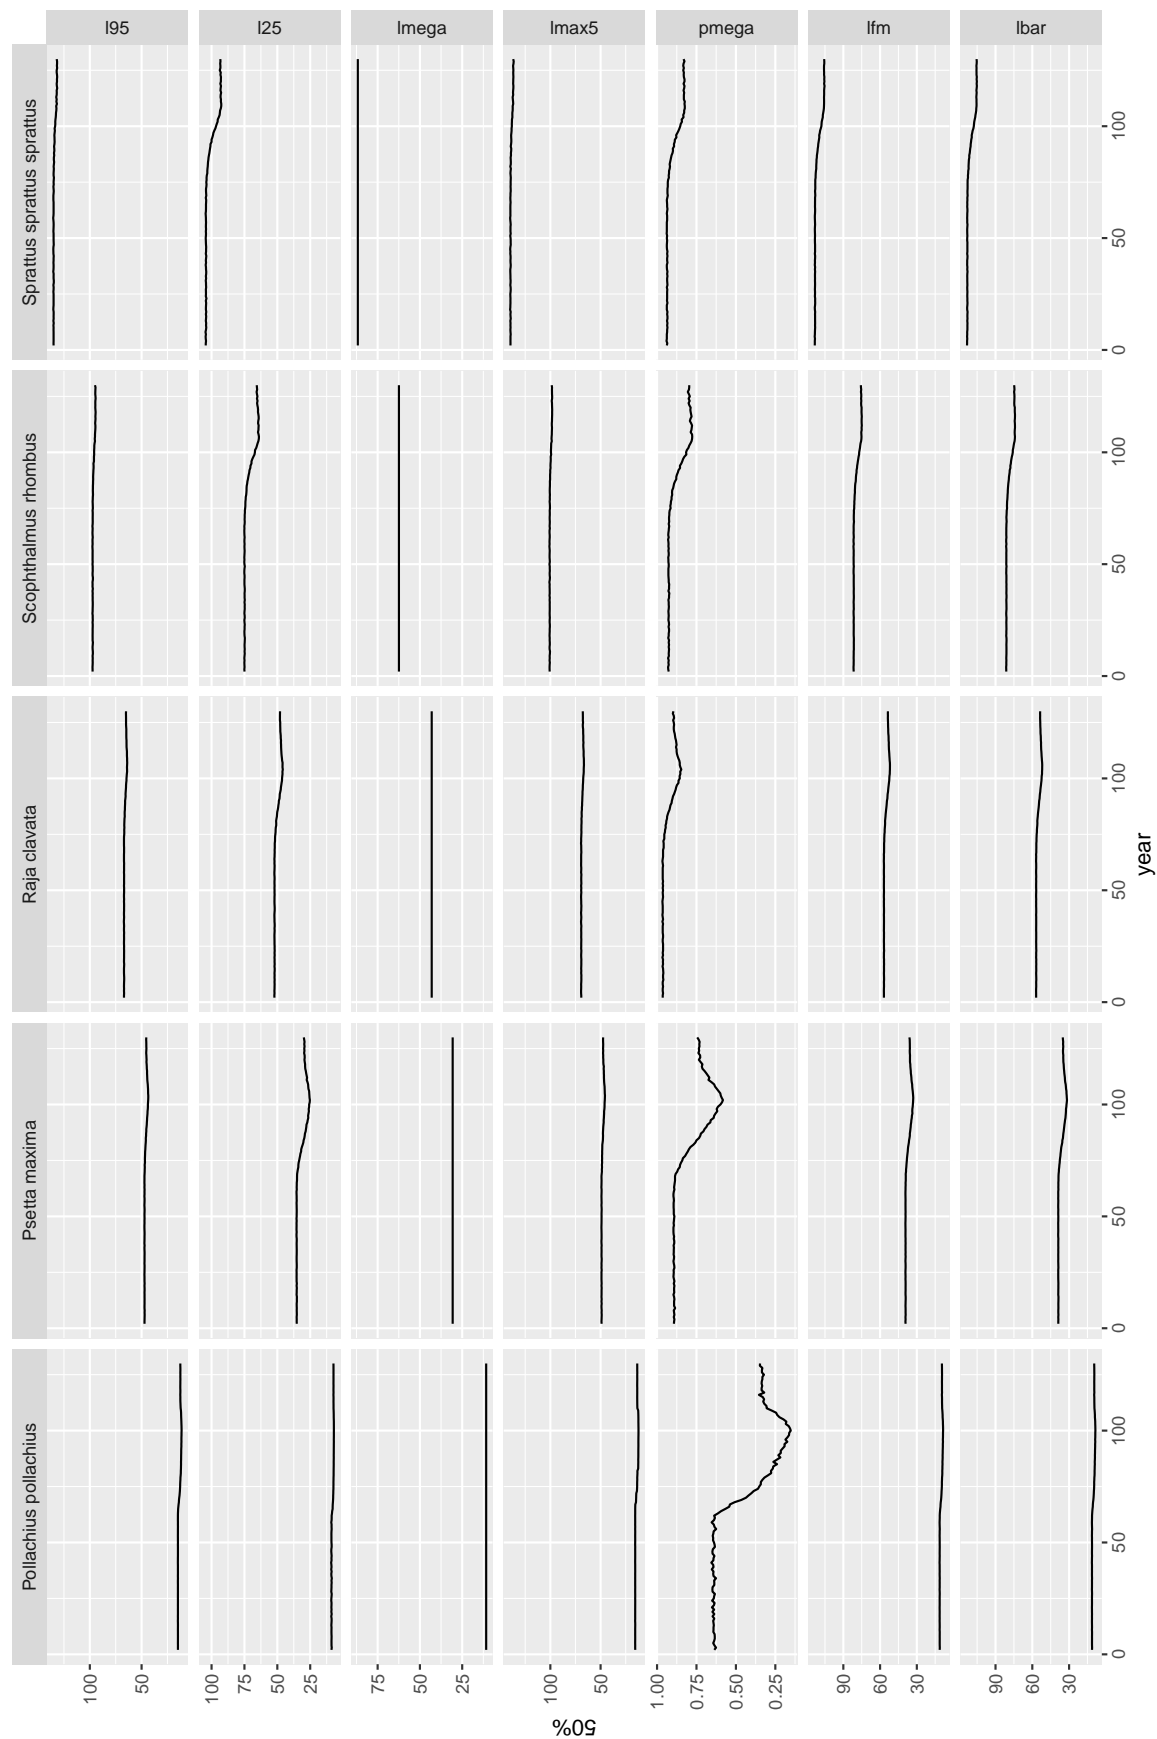 Pollachius pollachius
Psetta maxima
Raja clavata
Scophthalmus rhombus
Sprattus sprattus sprattus
100
50
l95
100
75
50
25
l25
75
50
25
lmega
100
50
lmax5
1.00
0.75
0.50
0.25
pmega
90
60
30
lfm
90
60
30
lbar
0 50 100 0 50 100 0 50 100 0 50 100 0 50 100
year
50%